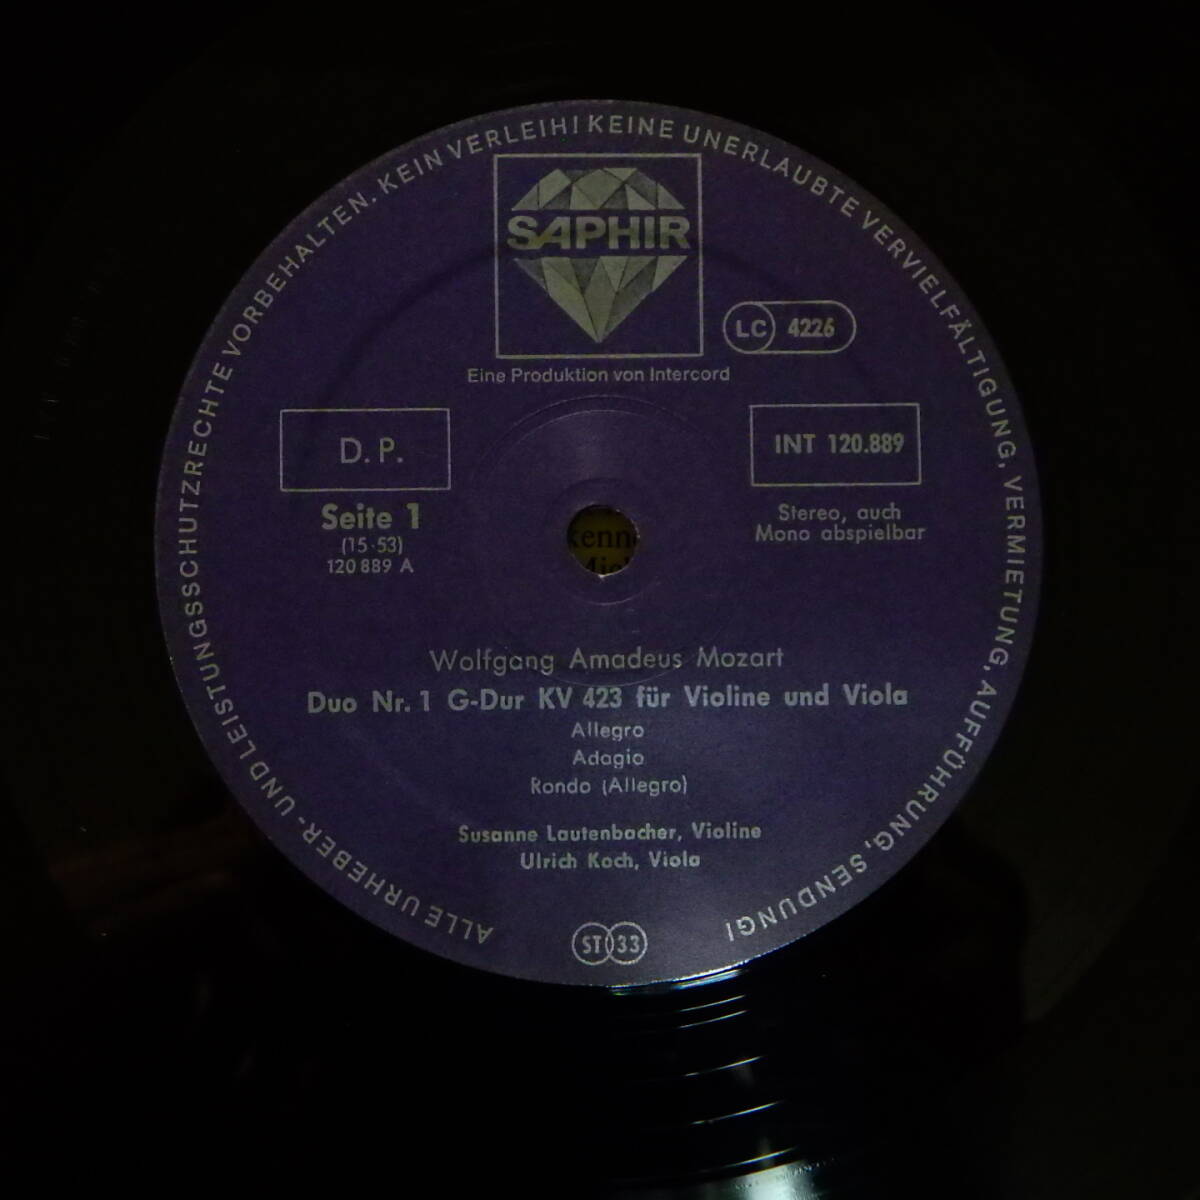 ALLE URHEBER- UND LEISTUNGSSCHUTZRECHTE VORBEHALTEN. KEIN VERLEIH! KEINE UNERLAUBTE VERVIELFÄLTIGUNG, VERMIETUNG, AUFFÜHRUNG, SENDUNG!
SAPHIR
LC 4226
Eine Produktion von Intercord
D. P.
INT 120.889
Seite 1
(15·53)
120 889 A
Stereo, auch
Mono abspielbar
Wolfgang Amadeus Mozart
Duo Nr. 1 G-Dur KV 423 für Violine und Viola
Allegro
Adagio
Rondo (Allegro)
Susanne Lautenbacher, Violine
Ulrich Koch, Viola
ST 33